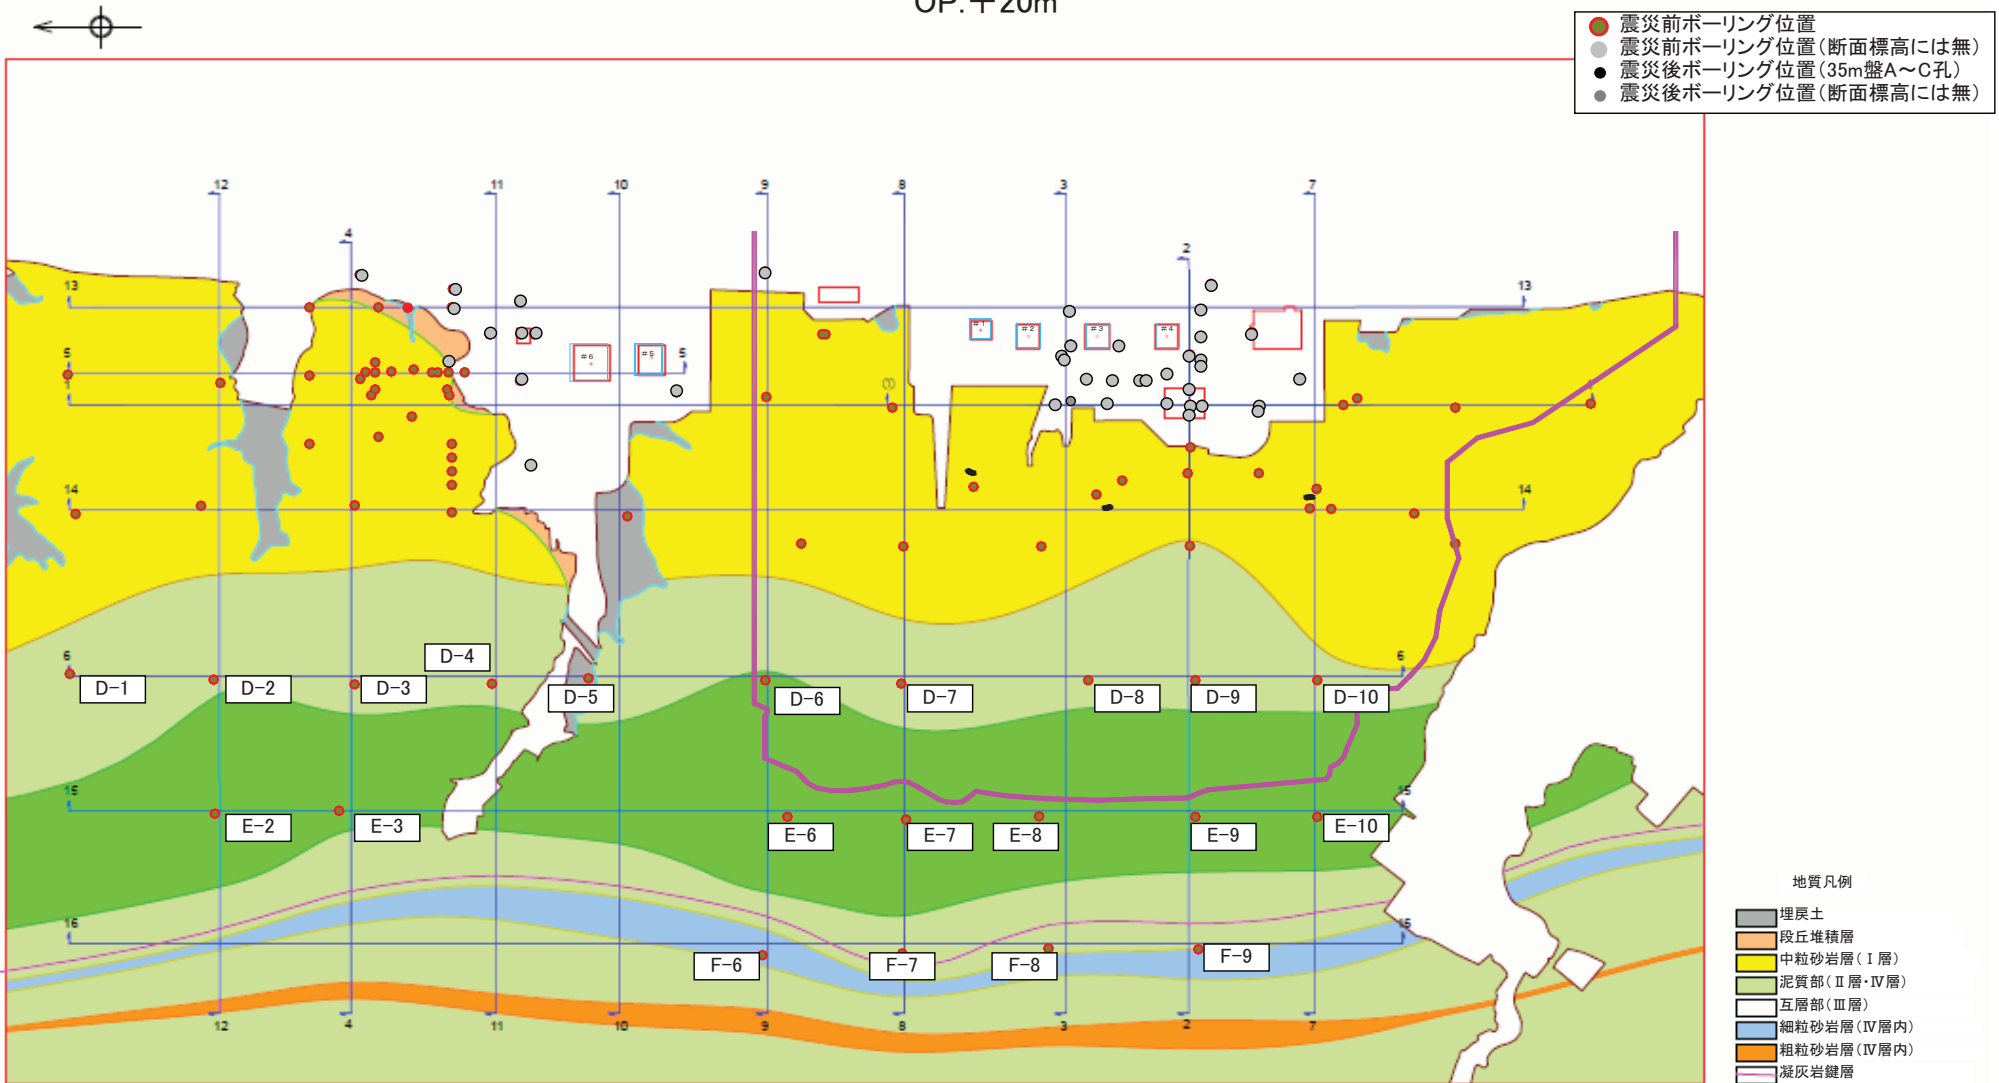 OP.+20m
震災前ボーリング位置
震災前ボーリング位置(断面標高には無)
震災後ボーリング位置(35m盤A～C孔)
震災後ボーリング位置(断面標高には無)
12
11
10
9
8
3
7
4
2
13
13
#1
#2
#3
#4
#6
#5
5
5
1
③
14
14
6
6
D-4
D-1
D-2
D-3
D-5
D-6
D-7
D-8
D-9
D-10
15
15
E-2
E-3
E-6
E-7
E-8
E-9
E-10
16
15
F-6
F-7
F-8
F-9
12
4
11
10
9
8
3
2
7
地質凡例
埋戻土
段丘堆積層
中粒砂岩層(Ⅰ層)
泥質部(Ⅱ層・Ⅳ層)
互層部(Ⅲ層)
細粒砂岩層(Ⅳ層内)
粗粒砂岩層(Ⅳ層内)
凝灰岩鍵層